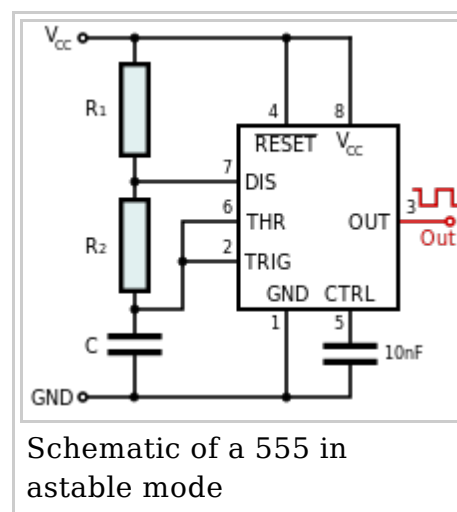 Vcc
R1
4
8
RESET
Vcc
7
DIS
6
THR
OUT
3
Out
R2
2
TRIG
GND
CTRL
1
5
C
10nF
GND
Schematic of a 555 in
astable mode